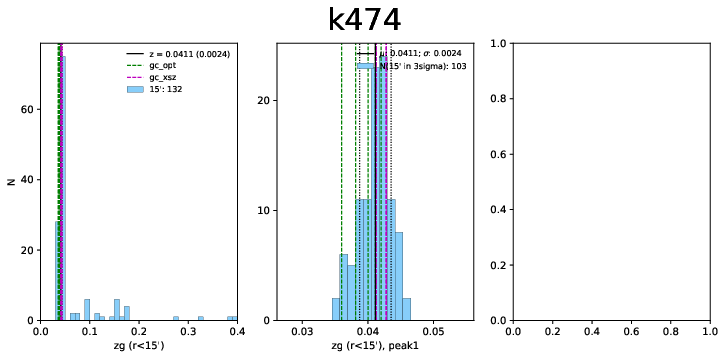 k474
z = 0.0411 (0.0024)
gc_opt
gc_xsz
15': 132
N
60
40
20
0
0.0 0.1 0.2 0.3 0.4
zg (r<15')
μ: 0.0411; σ: 0.0024
N(15' in 3sigma): 103
20
10
0
0.03 0.04 0.05
zg (r<15'), peak1
1.0
0.8
0.6
0.4
0.2
0.0
0.0 0.2 0.4 0.6 0.8 1.0